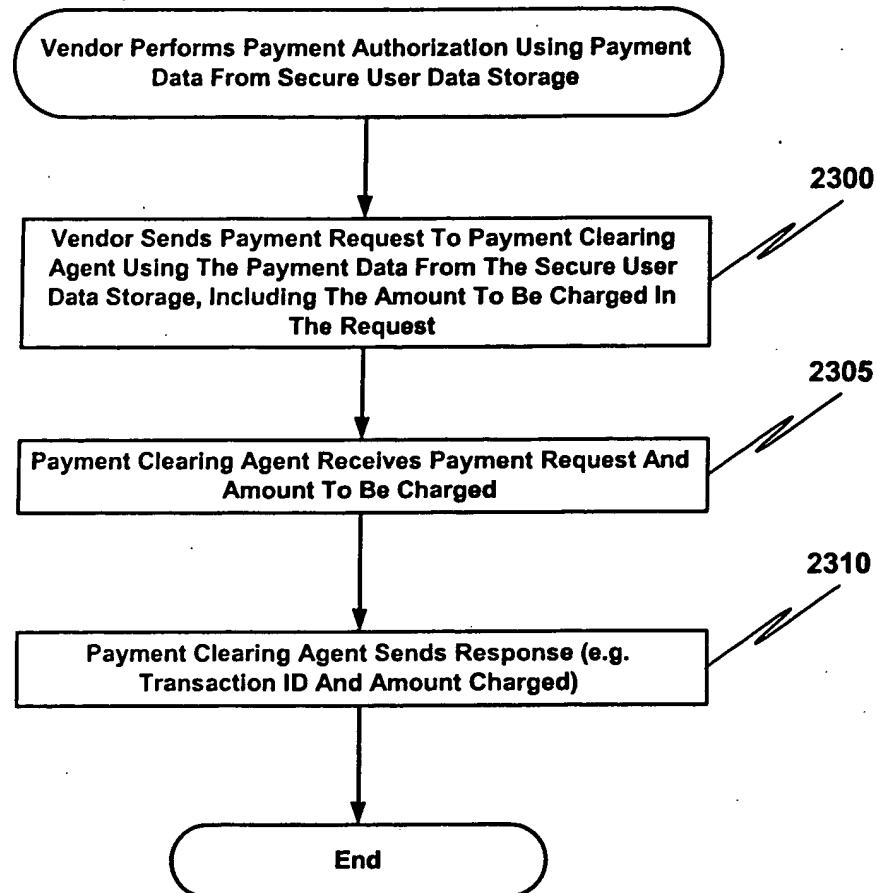 Vendor Performs Payment Authorization Using Payment
Data From Secure User Data Storage
2300
Vendor Sends Payment Request To Payment Clearing
Agent Using The Payment Data From The Secure User
Data Storage, Including The Amount To Be Charged In
The Request
2305
Payment Clearing Agent Receives Payment Request And
Amount To Be Charged
2310
Payment Clearing Agent Sends Response (e.g.
Transaction ID And Amount Charged)
End